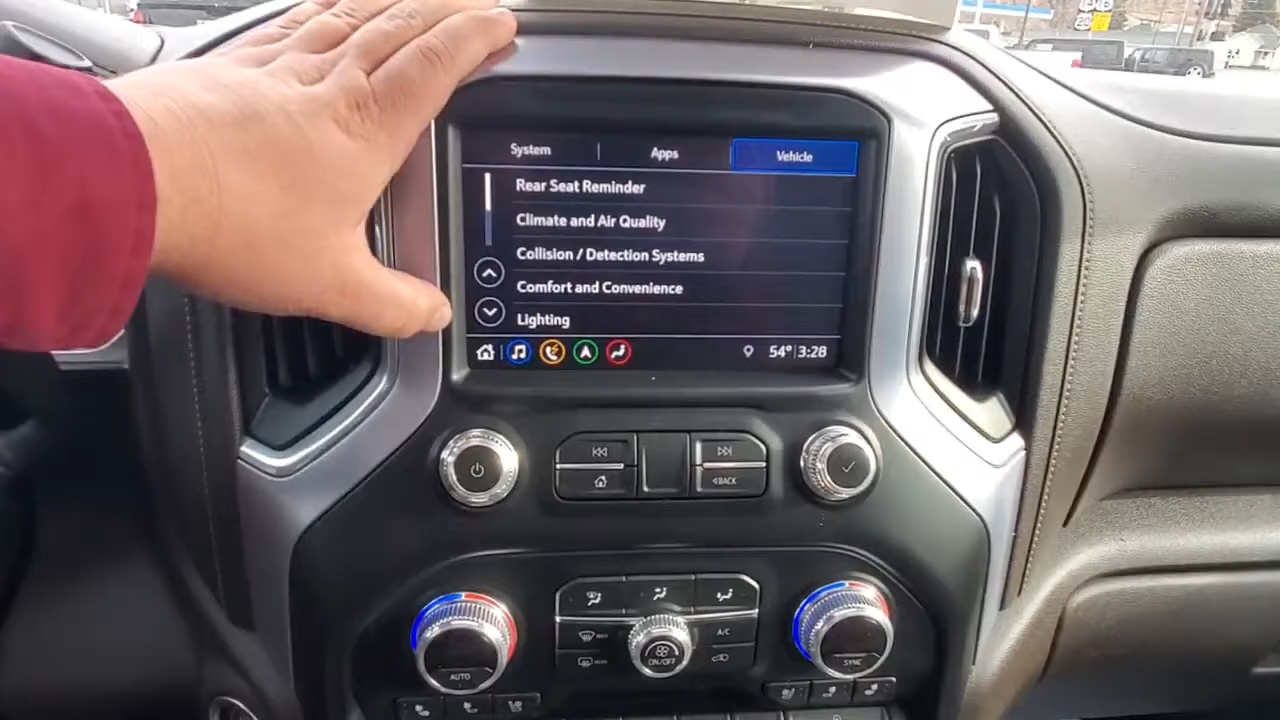 20
System Apps Vehicle
Rear Seat Reminder
Climate and Air Quality
Collision / Detection Systems
Comfort and Convenience
Lighting
54° 3:28
BACK
A/C
ON/OFF
AUTO
SYNC